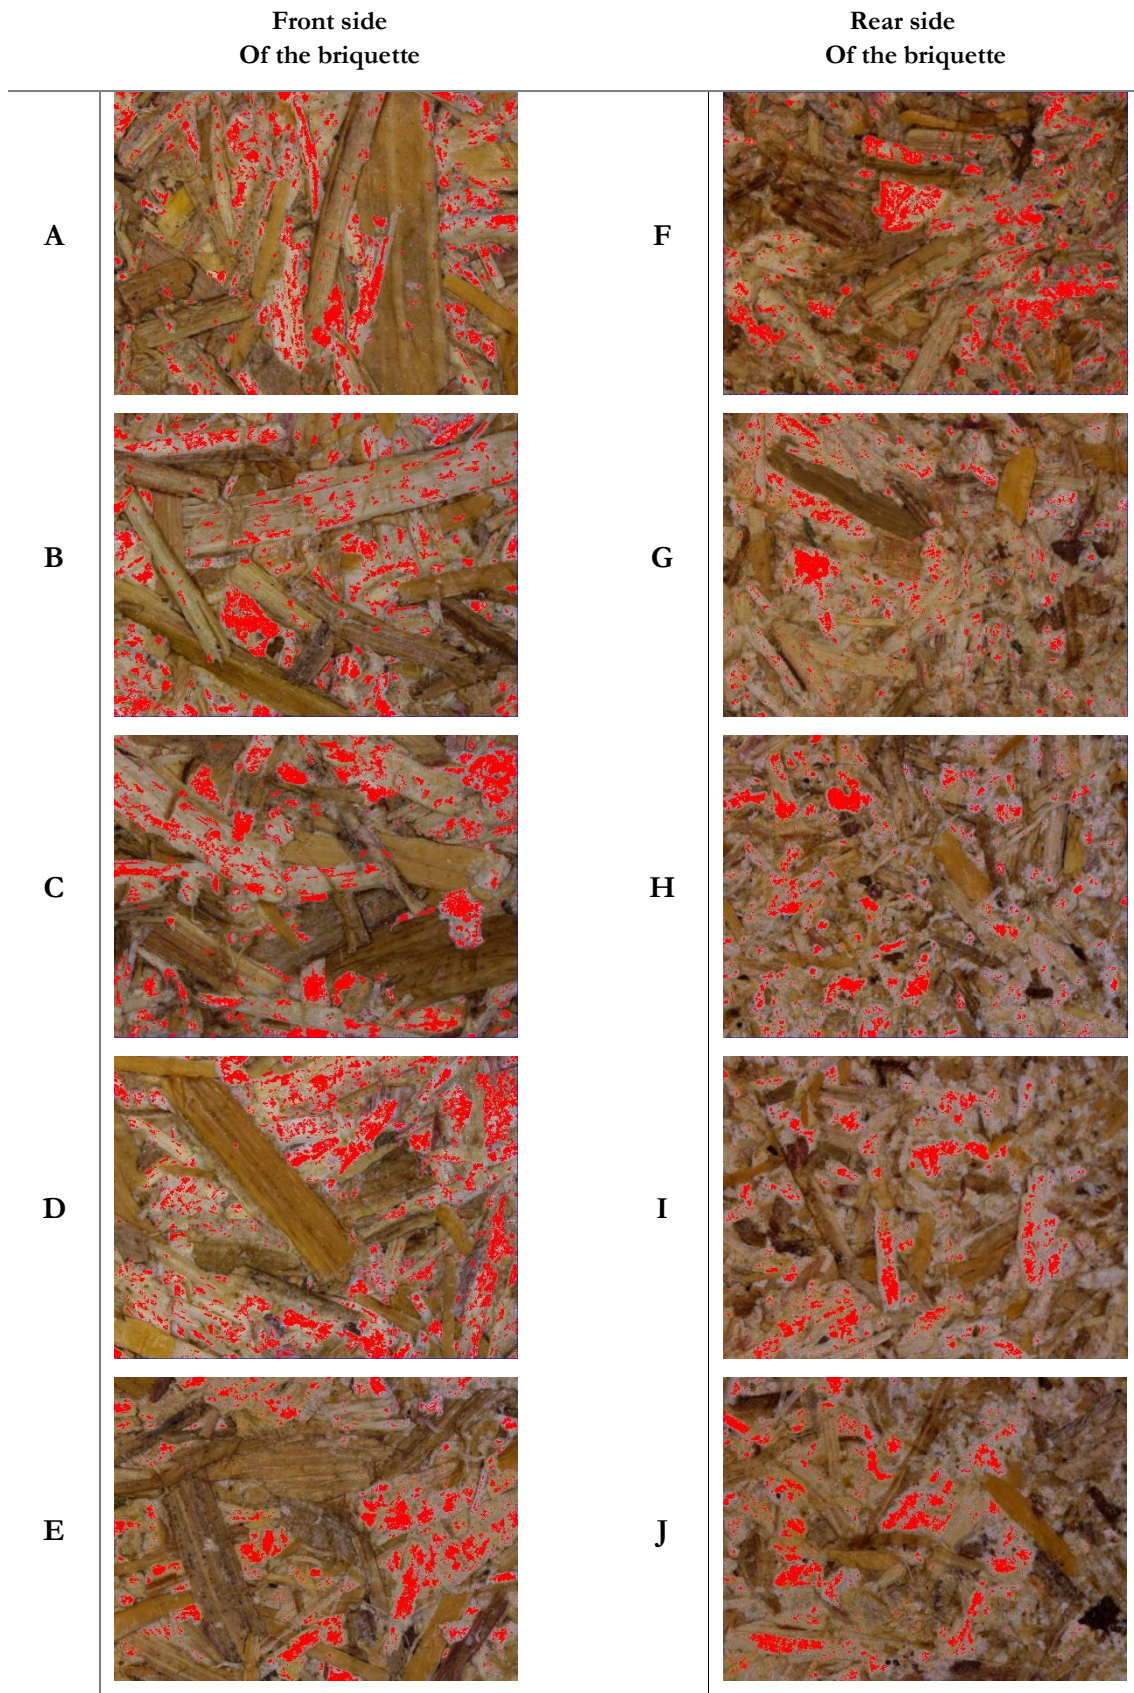 Front side
Of the briquette
Rear side
Of the briquette
A
F
B
G
C
H
D
I
E
J